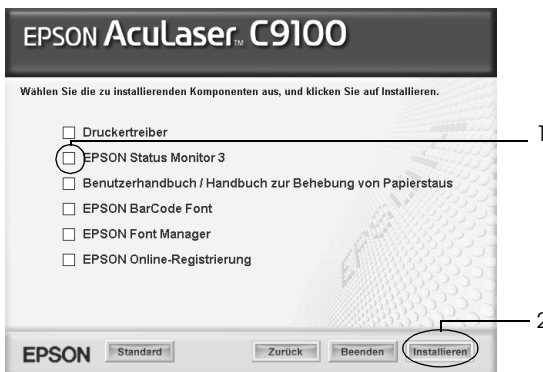 EPSON AcuLaser™ C9100
Wählen Sie die zu installierenden Komponenten aus, und klicken Sie auf Installieren.
Druckertreiber
1
EPSON Status Monitor 3
Benutzerhandbuch / Handbuch zur Behebung von Papierstaus
EPSON BarCode Font
EPSON Font Manager
EPSON Online-Registrierung
2
EPSON Standard Zurück Beenden Installieren